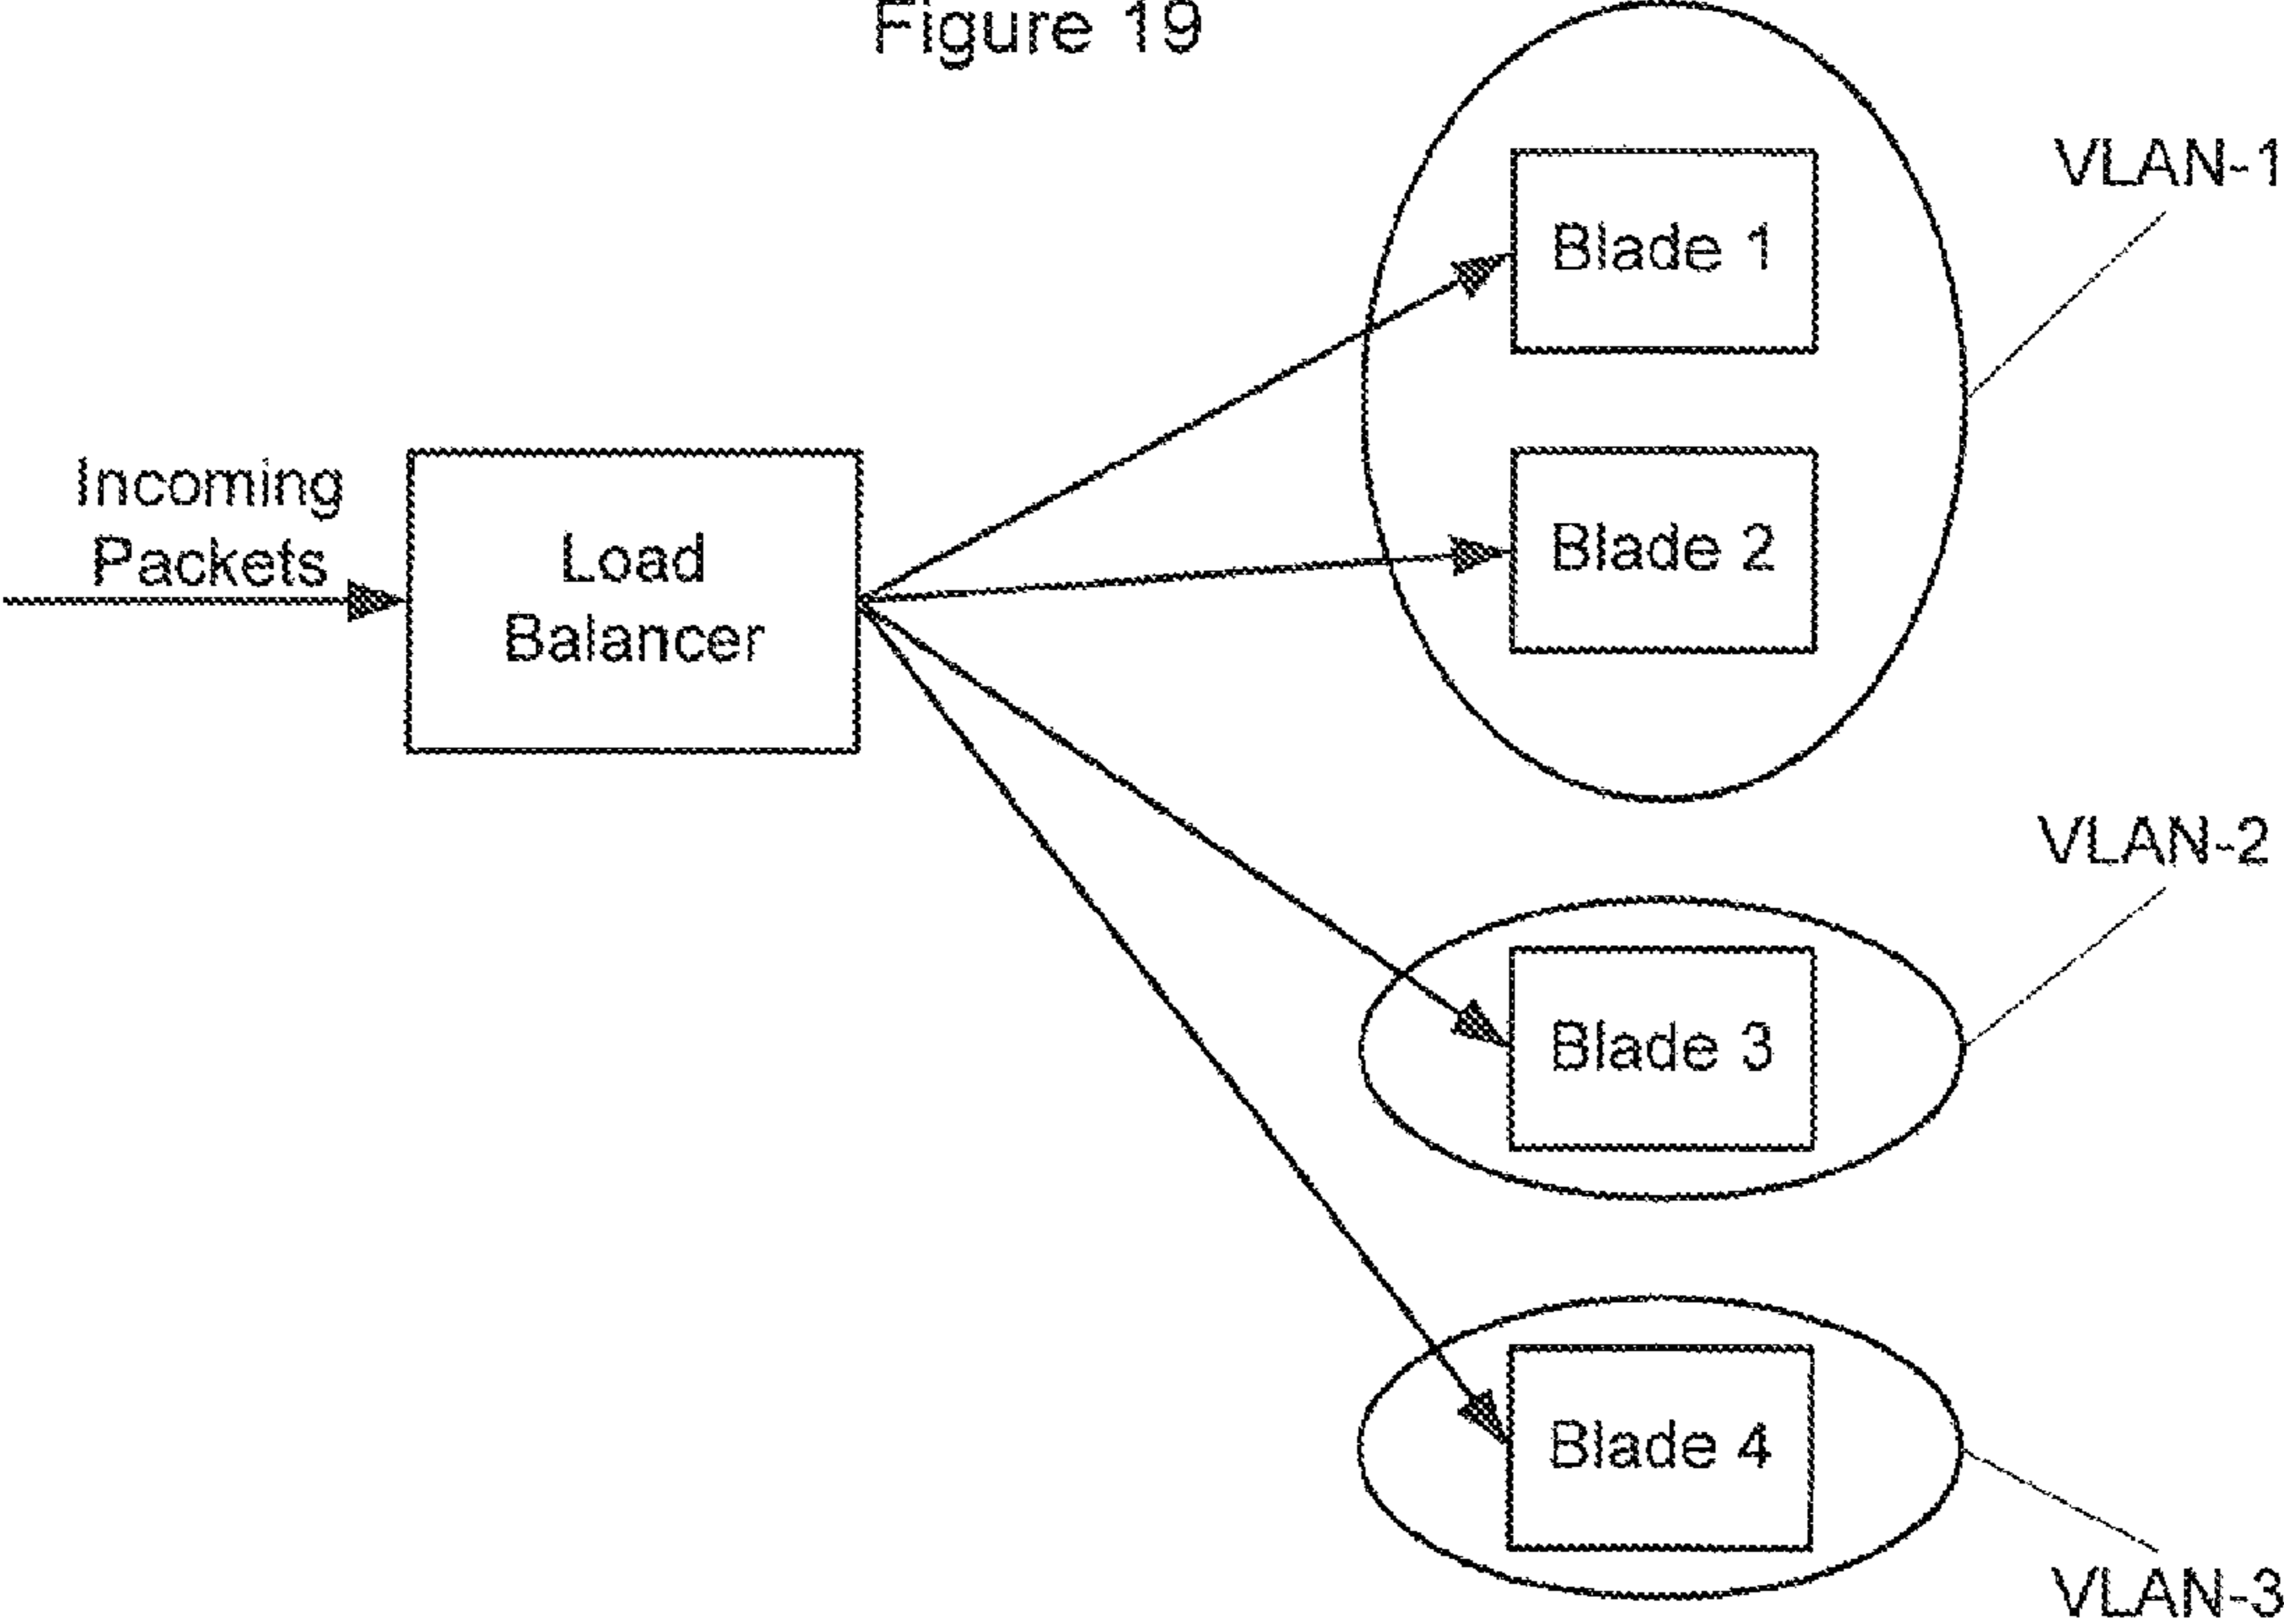 Figure 19
VLAN-1
Blade 1
Incoming
Packets
Load
Balancer
Blade 2
VLAN-2
Blade 3
Blade 4
VLAN-3